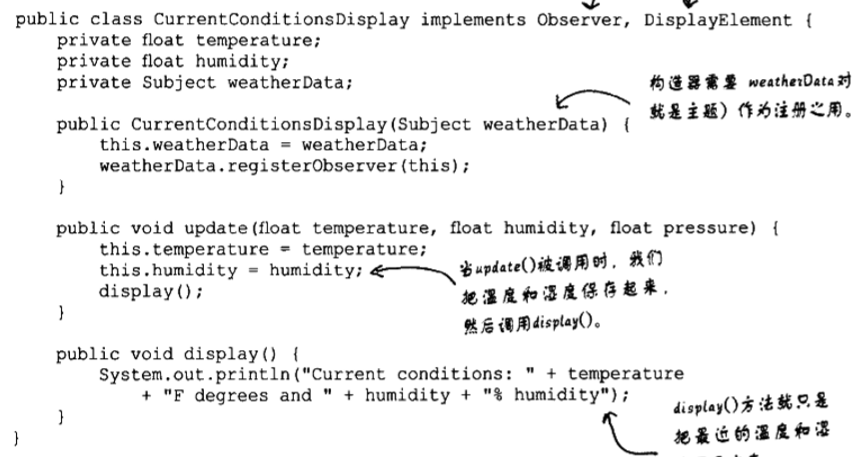 public class CurrentConditionsDisplay implements Observer, DisplayElement {
private float temperature;
private float humidity;
private Subject weatherData;
构造器需要 weatherData对
就是主题）作为注册之用。
public CurrentConditionsDisplay(Subject weatherData) {
this.weatherData = weatherData;
weatherData.registerObserver(this);
}
public void update(float temperature, float humidity, float pressure) {
this.temperature = temperature;
this.humidity = humidity;
display();
}
当update()被调用时，我们
把温度和湿度保存起来，
然后调用display()。
public void display() {
System.out.println("Current conditions: " + temperature
+ "F degrees and " + humidity + "% humidity");
}
}
display()方法就只是
把最近的温度和湿